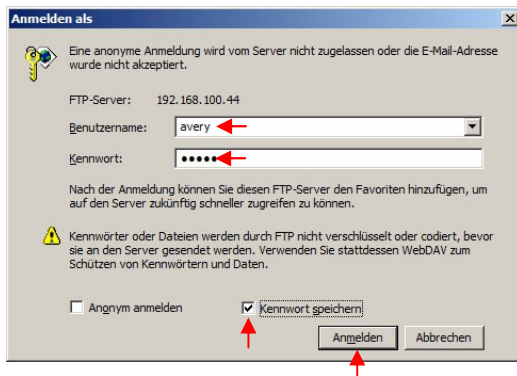 Anmelden als
Eine anonyme Anmeldung wird vom Server nicht zugelassen oder die E-Mail-Adresse
wurde nicht akzeptiert.
FTP-Server: 192.168.100.44
Benutzername: avery
Kennwort: •••••
Nach der Anmeldung können Sie diesen FTP-Server den Favoriten hinzufügen, um
auf den Server zukünftig schneller zugreifen zu können.
Kennwörter oder Dateien werden durch FTP nicht verschlüsselt oder codiert, bevor
sie an den Server gesendet werden. Verwenden Sie stattdessen WebDAV zum
Schützen von Kennwörtern und Daten.
Anonym anmelden Kennwort speichern
Anmelden Abbrechen